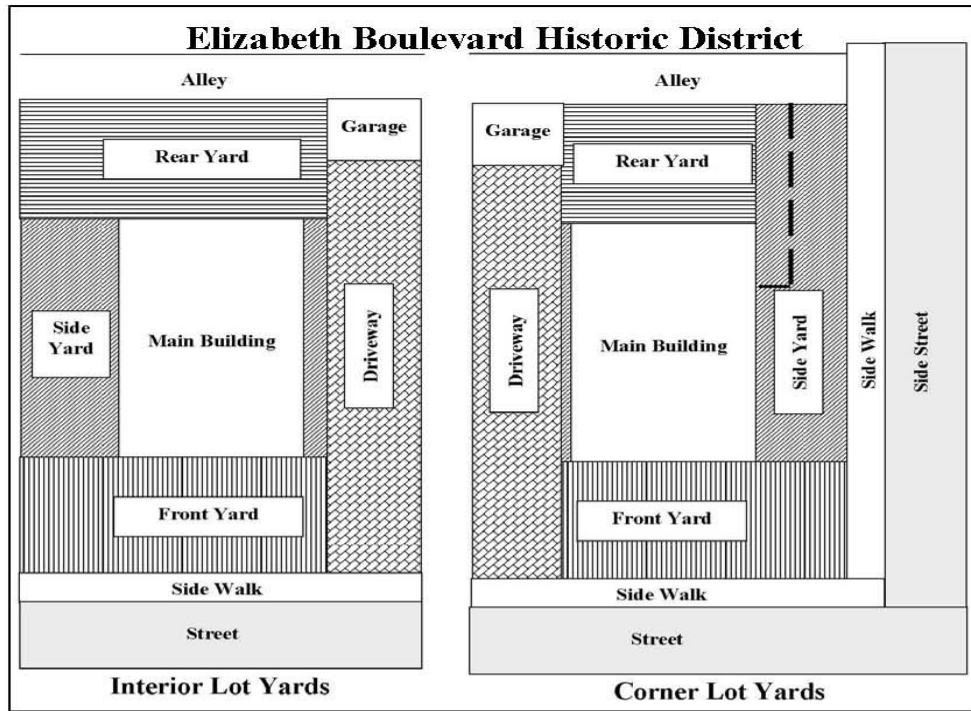 Elizabeth Boulevard Historic District
Alley
Garage
Rear Yard
Side
Yard
Main Building
Driveway
Front Yard
Side Walk
Street
Interior Lot Yards
Alley
Garage
Rear Yard
Driveway
Main Building
Side Yard
Side Walk
Side Street
Front Yard
Side Walk
Street
Corner Lot Yards